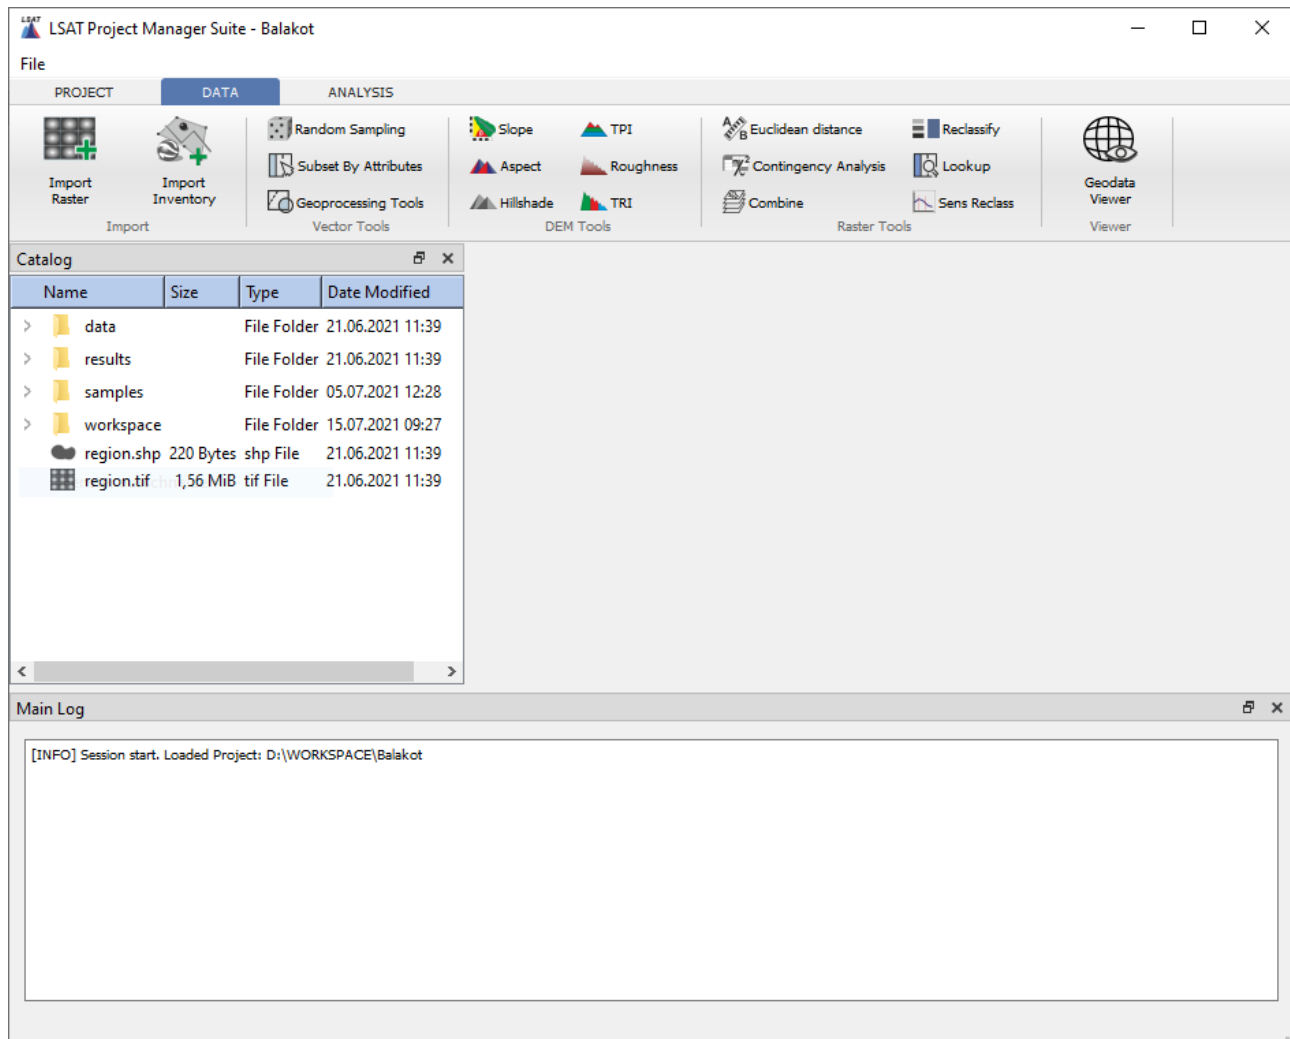 LSAT
LSAT Project Manager Suite - Balakot
File
PROJECT DATA ANALYSIS
Random Sampling Slope TPI Euclidean distance Reclassify
Subset By Attributes Aspect Roughness Contingency Analysis Lookup
Import Raster Import Inventory Geodata Viewer
Geoprocessing Tools Hillshade TRI Combine Sens Reclass
Import Vector Tools DEM Tools Raster Tools Viewer
Catalog
Name Size Type Date Modified
data File Folder 21.06.2021 11:39
results File Folder 21.06.2021 11:39
samples File Folder 05.07.2021 12:28
workspace File Folder 15.07.2021 09:27
region.shp 220 Bytes shp File 21.06.2021 11:39
region.tif 1,56 MiB tif File 21.06.2021 11:39
Main Log
[INFO] Session start. Loaded Project: D:\WORKSPACE\Balakot